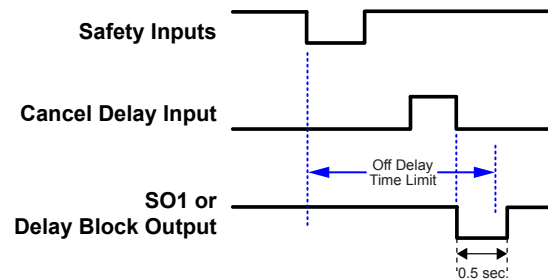 Safety Inputs
Cancel Delay Input
Off Delay
Time Limit
SO1 or
Delay Block Output
0.5 sec